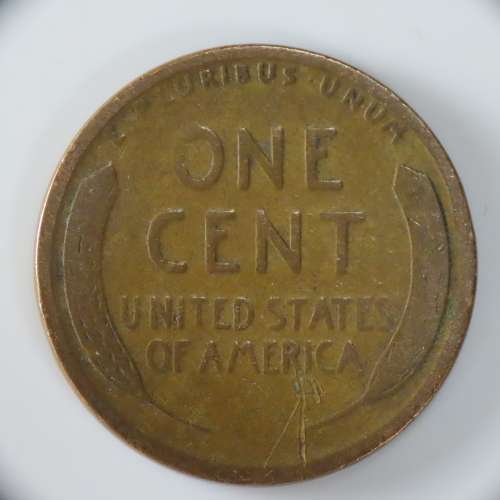 E PLURIBUS · UNUM
ONE
CENT
UNITED STATES
OF AMERICA